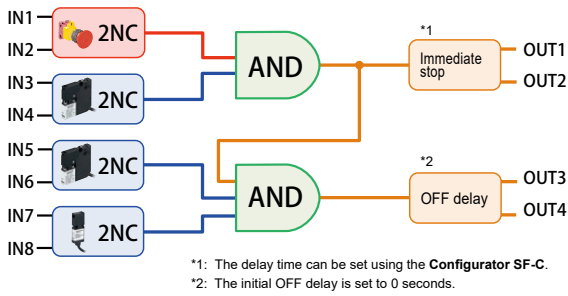 IN1
IN2
2NC
IN3
IN4
2NC
AND
*1
Immediate
stop
OUT1
OUT2
IN5
IN6
2NC
IN7
IN8
2NC
AND
*2
OFF delay
OUT3
OUT4
*1: The delay time can be set using the Configurator SF-C.
*2: The initial OFF delay is set to 0 seconds.